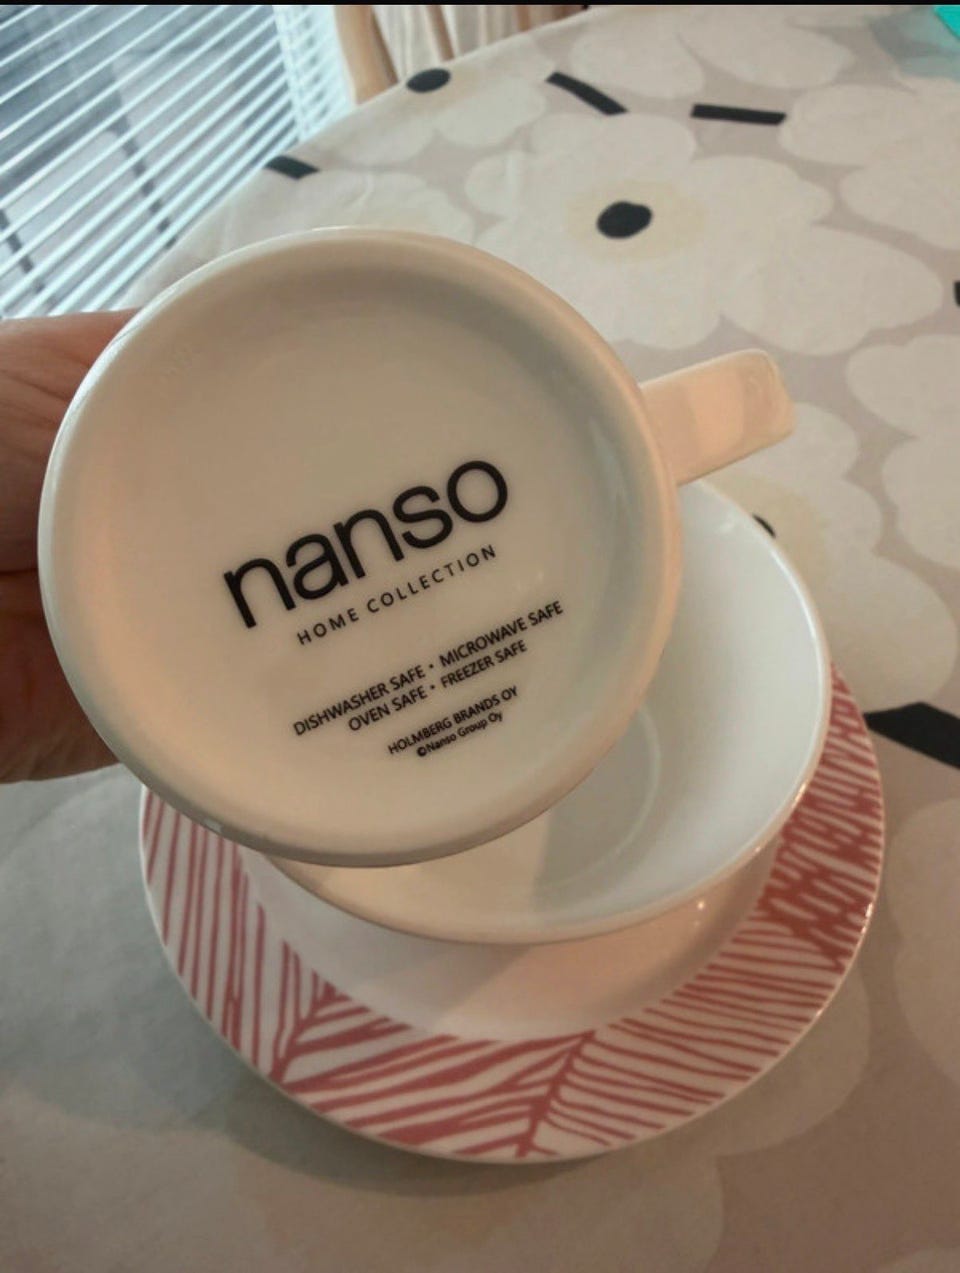 nanso
HOME COLLECTION
DISHWASHER SAFE • MICROWAVE SAFE
OVEN SAFE • FREEZER SAFE
HOLMBERG BRANDS OY
©Nanso Group Oy